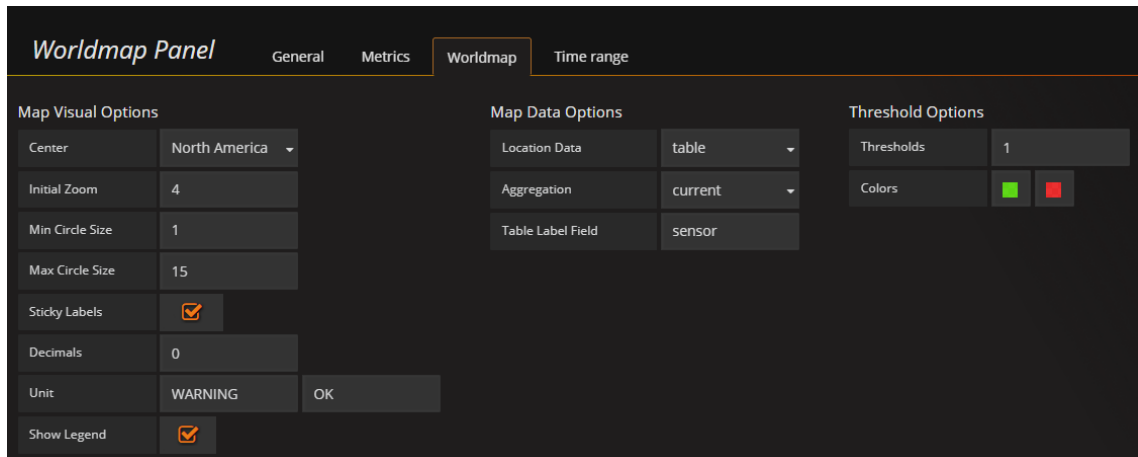 Worldmap Panel General Metrics Worldmap Time range
Map Visual Options
Center North America
Initial Zoom 4
Min Circle Size 1
Max Circle Size 15
Sticky Labels
Decimals 0
Unit WARNING OK
Show Legend
Map Data Options
Location Data table
Aggregation current
Table Label Field sensor
Threshold Options
Thresholds 1
Colors